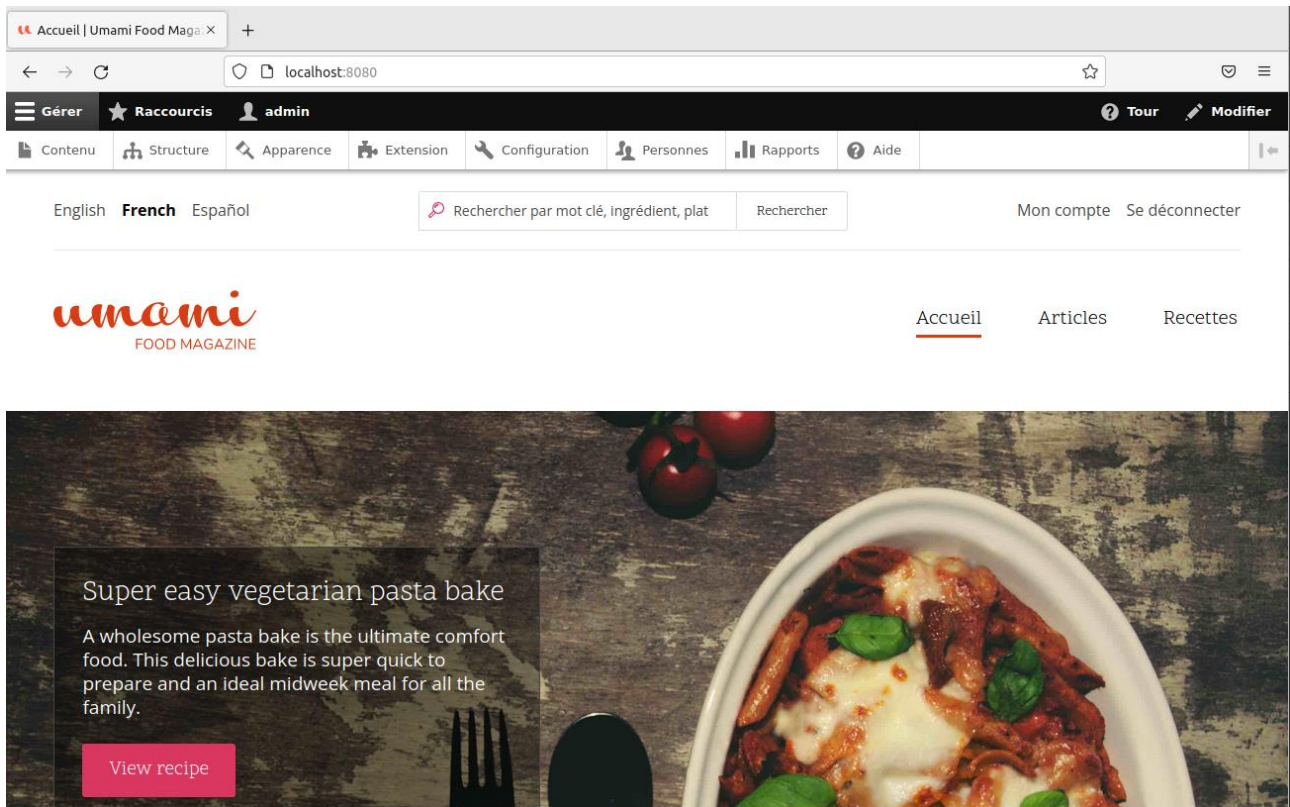 Accueil | Umami Food Maga
localhost:8080
Gérer Raccourcis admin Tour Modifier
Contenu Structure Apparence Extension Configuration Personnes Rapports Aide
English French Español Rechercher par mot clé, ingrédient, plat Rechercher Mon compte Se déconnecter
umami
FOOD MAGAZINE
Accueil Articles Recettes
Super easy vegetarian pasta bake
A wholesome pasta bake is the ultimate comfort
food. This delicious bake is super quick to
prepare and an ideal midweek meal for all the
family.
View recipe